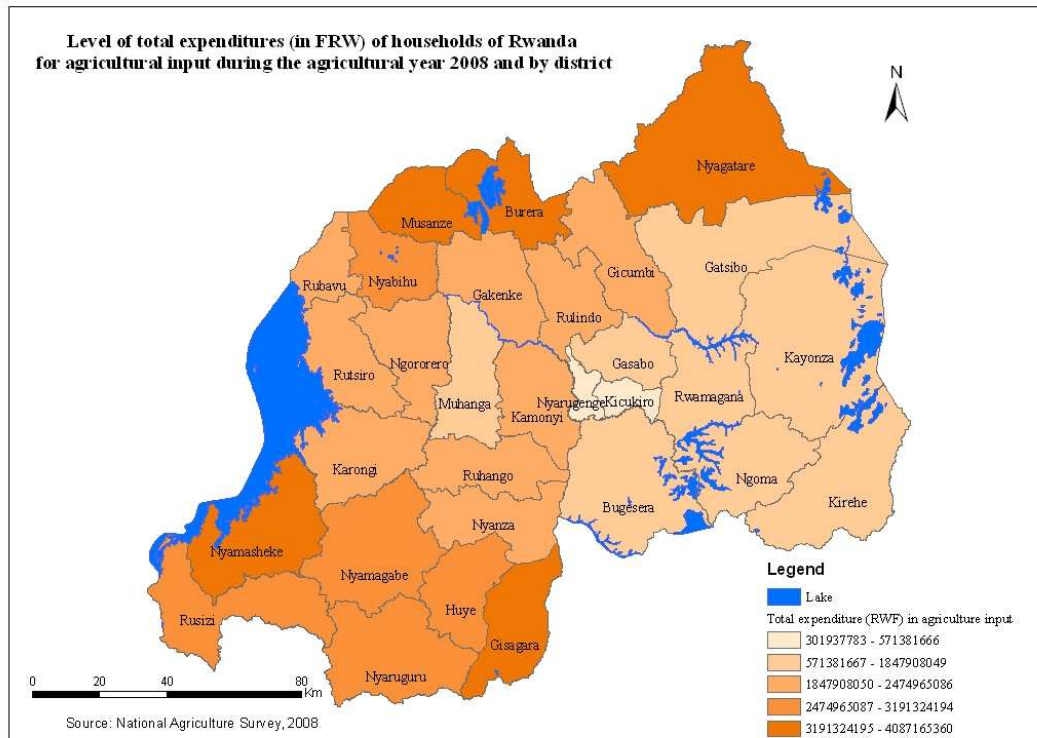 Level of total expenditures (in FRW) of households of Rwanda
for agricultural input during the agricultural year 2008 and by district
N
Nyagatare
Musanze
Burera
Rubavu
Nyabihu
Gakenke
Rulindo
Gicumbi
Gatsibo
Rutsiro
Ngororero
Muhanga
Kamonyi
Gasabo
Nyarugenge
Kicukiro
Rwamagana
Kayonza
Karongi
Ruhango
Nyanza
Bugesera
Ngoma
Kirehe
Nyamasheke
Nyamagabe
Huye
Gisagara
Rusizi
Nyaruguru
Legend
Lake
Total expenditure (RWF) in agriculture input
301937783 - 571381666
571381667 - 1847908049
1847908050 - 2474965086
2474965087 - 3191324194
3191324195 - 4087165360
0 20 40 80
Km
Source: National Agriculture Survey, 2008